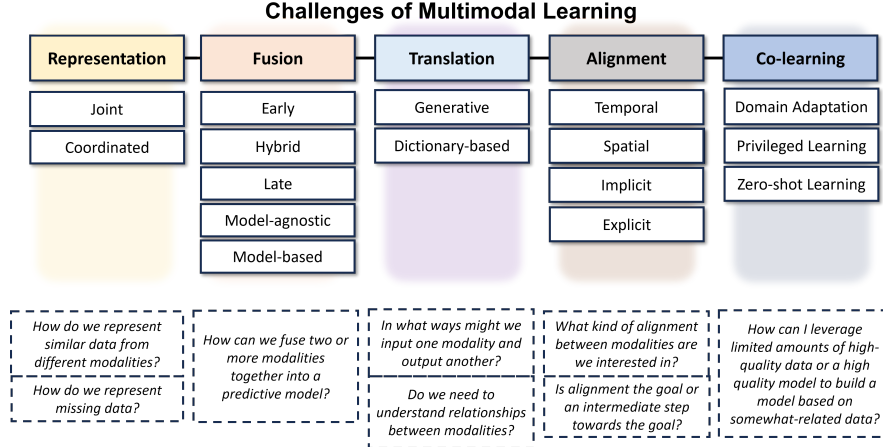 Challenges of Multimodal Learning
Representation
Joint
Coordinated
Fusion
Early
Hybrid
Late
Model-agnostic
Model-based
Translation
Generative
Dictionary-based
Alignment
Temporal
Spatial
Implicit
Explicit
Co-learning
Domain Adaptation
Privileged Learning
Zero-shot Learning
How do we represent
similar data from
different modalities?
How do we represent
missing data?
How can we fuse two or
more modalities
together into a
predictive model?
In what ways might we
input one modality and
output another?
Do we need to
understand relationships
between modalities?
What kind of alignment
between modalities are
we interested in?
Is alignment the goal or
an intermediate step
towards the goal?
How can I leverage
limited amounts of high-
quality data or a high
quality model to build a
model based on
somewhat-related data?